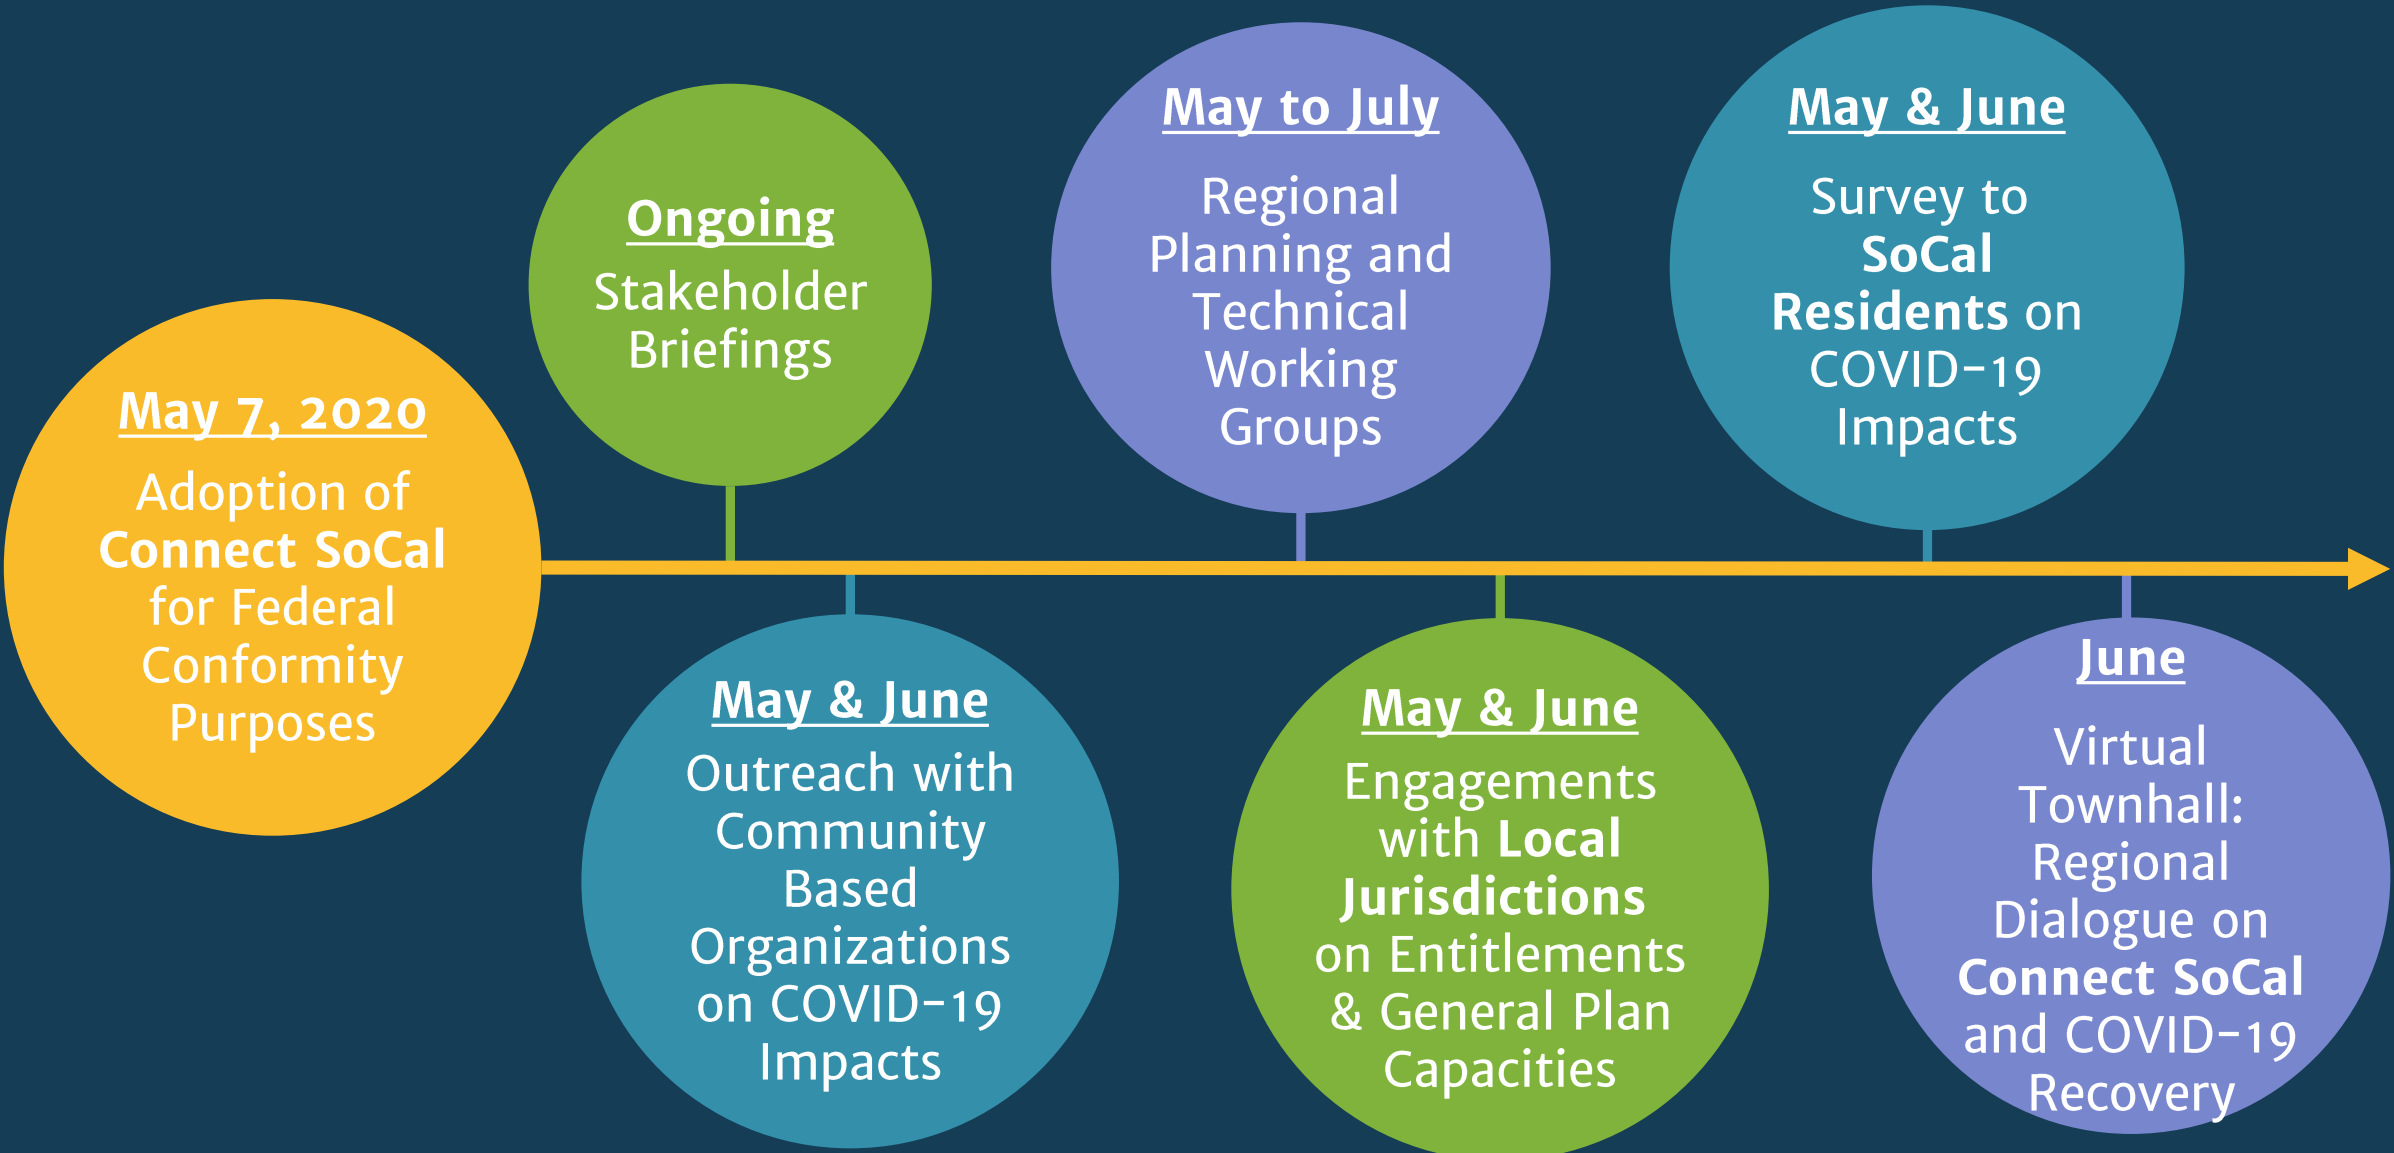 May 7, 2020
Adoption of
Connect SoCal
for Federal
Conformity
Purposes
Ongoing
Stakeholder
Briefings
May & June
Outreach with
Community
Based
Organizations
on COVID-19
Impacts
May to July
Regional
Planning and
Technical
Working
Groups
May & June
Engagements
with Local
Jurisdictions
on Entitlements
& General Plan
Capacities
May & June
Survey to
SoCal
Residents on
COVID-19
Impacts
June
Virtual
Townhall:
Regional
Dialogue on
Connect SoCal
and COVID-19
Recovery